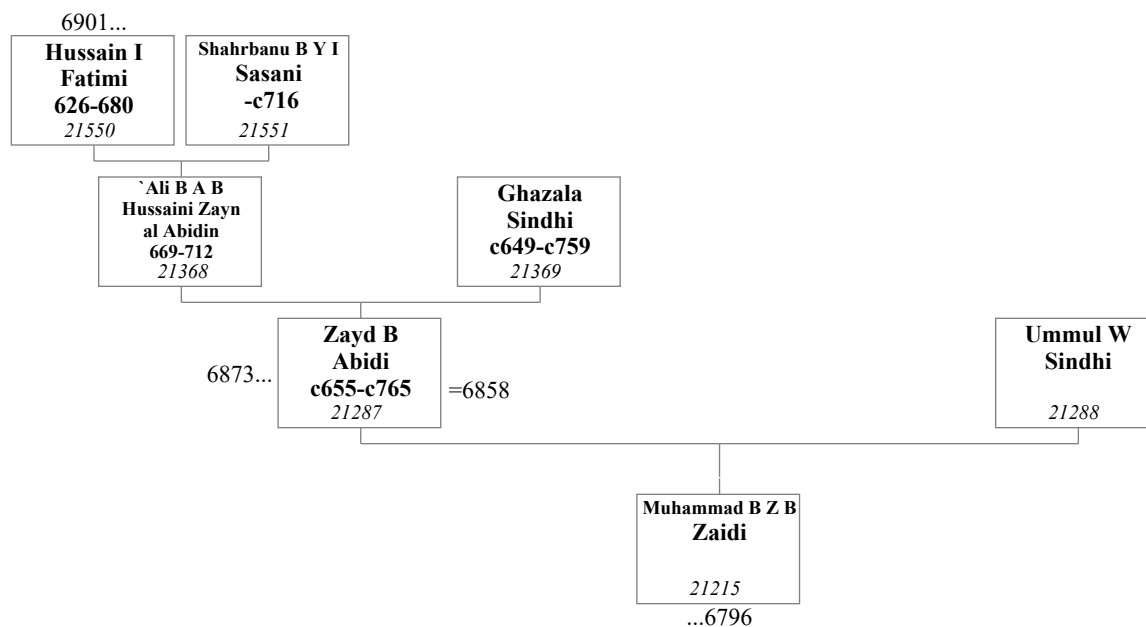 6901...
Hussain I
Fatimi
626-680
21550
Shahrbanu B Y I
Sasani
-c716
21551
`Ali B A B
Hussaini Zayn
al Abidin
669-712
21368
Ghazala
Sindhi
c649-c759
21369
6873...
Zayd B
Abidi
c655-c765
21287
=6858
Ummul W
Sindhi
21288
Muhammad B Z B
Zaidi
21215
...6796